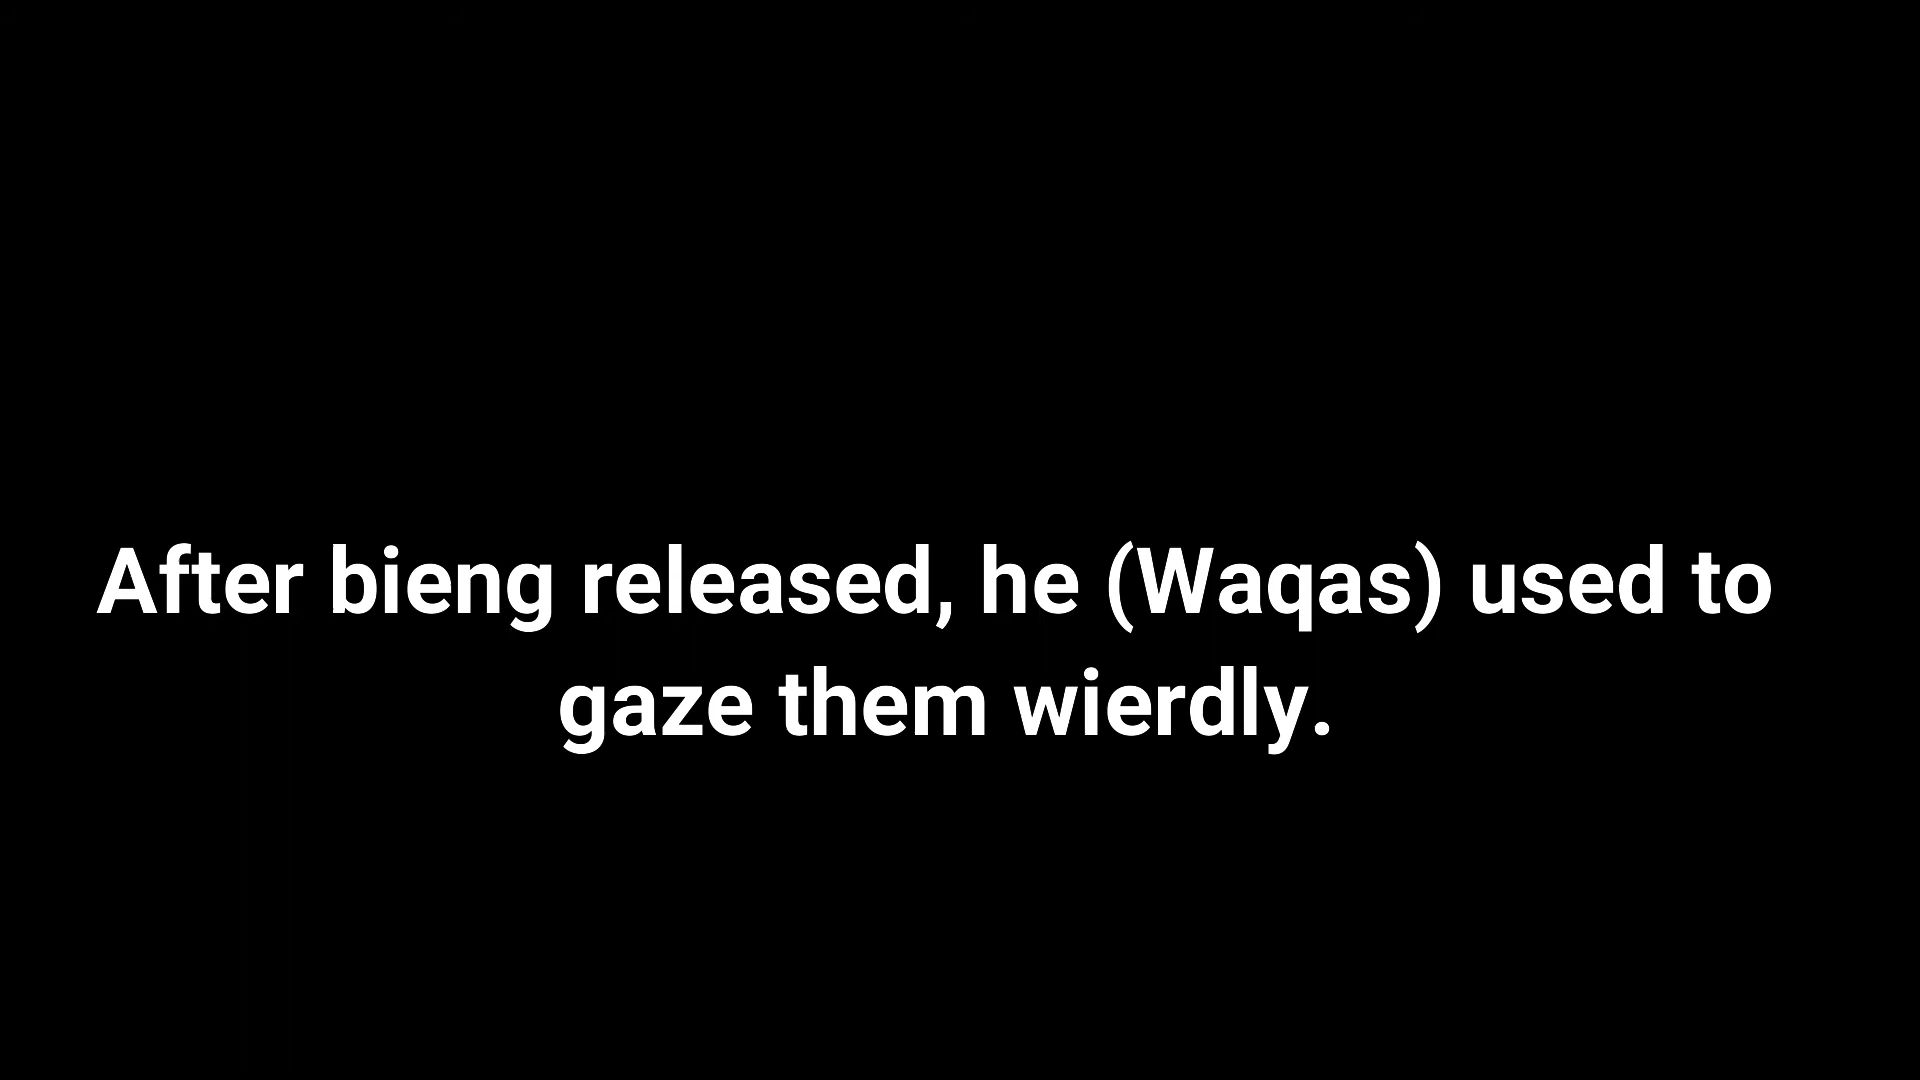 After bieng released, he (Waqas) used to
gaze them wierdly.